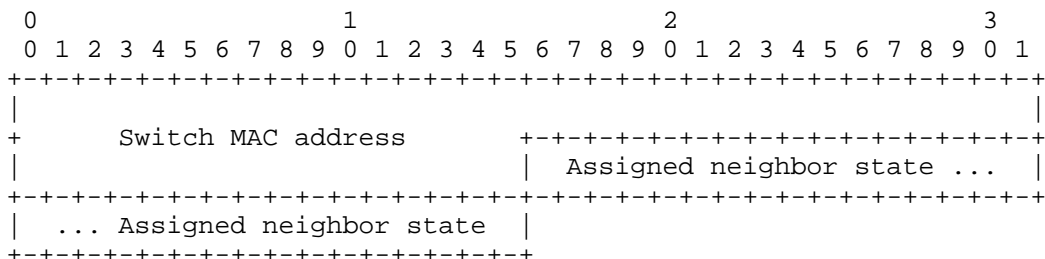 0                   1                   2                   3
 0 1 2 3 4 5 6 7 8 9 0 1 2 3 4 5 6 7 8 9 0 1 2 3 4 5 6 7 8 9 0 1
+-+-+-+-+-+-+-+-+-+-+-+-+-+-+-+-+-+-+-+-+-+-+-+-+-+-+-+-+-+-+-+-+
|                                                               |
+      Switch MAC address       +-+-+-+-+-+-+-+-+-+-+-+-+-+-+-+-+
|                               |  Assigned neighbor state ...  |
+-+-+-+-+-+-+-+-+-+-+-+-+-+-+-+-+-+-+-+-+-+-+-+-+-+-+-+-+-+-+-+-+
|  ... Assigned neighbor state  |
+-+-+-+-+-+-+-+-+-+-+-+-+-+-+-+-+